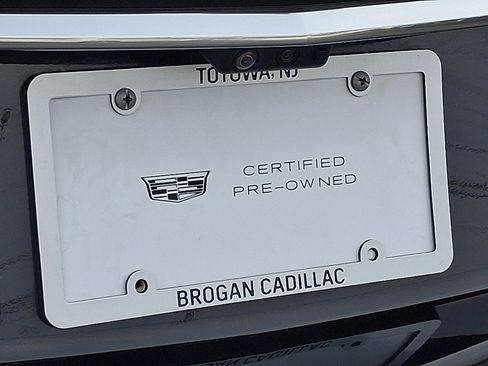 TOTOWA, NJ
CERTIFIED
PRE-OWNED
BROGAN CADILLAC